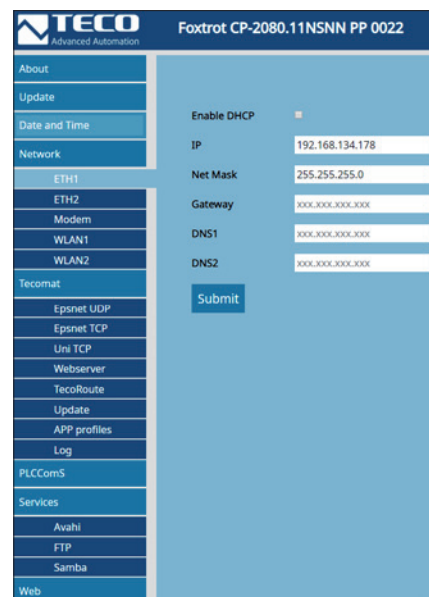 TECO
Advanced Automation
Foxtrot CP-2080.11NSNN PP 0022
About
Update
Date and Time
Network
ETH1
ETH2
Modem
WLAN1
WLAN2
Tecomat
Epsnet UDP
Epsnet TCP
Uni TCP
Webserver
TecoRoute
Update
APP profiles
Log
PLCComS
Services
Avahi
FTP
Samba
Web
Enable DHCP
IP 192.168.134.178
Net Mask 255.255.255.0
Gateway xxx.xxx.xxx.xxx
DNS1 xxx.xxx.xxx.xxx
DNS2 xxx.xxx.xxx.xxx
Submit